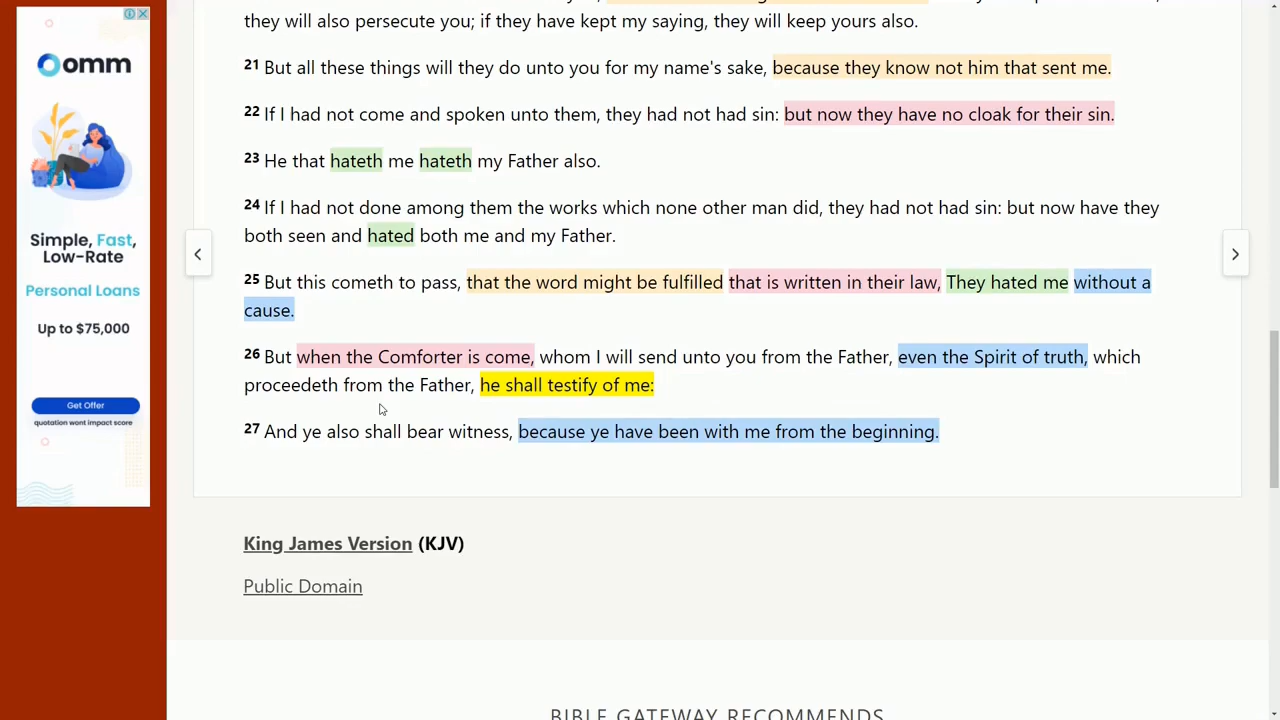 omm
Simple, Fast,
Low-Rate
Personal Loans
Up to $75,000
Get Offer
quotation wont impact score
they will also persecute you; if they have kept my saying, they will keep yours also.
21 But all these things will they do unto you for my name's sake, because they know not him that sent me.
22 If I had not come and spoken unto them, they had not had sin: but now they have no cloak for their sin.
23 He that hateth me hateth my Father also.
24 If I had not done among them the works which none other man did, they had not had sin: but now have they
both seen and hated both me and my Father.
25 But this cometh to pass, that the word might be fulfilled that is written in their law, They hated me without a
cause.
26 But when the Comforter is come, whom I will send unto you from the Father, even the Spirit of truth, which
proceedeth from the Father, he shall testify of me:
27 And ye also shall bear witness, because ye have been with me from the beginning.
King James Version (KJV)
Public Domain
BIBLE GATEWAY RECOMMENDS